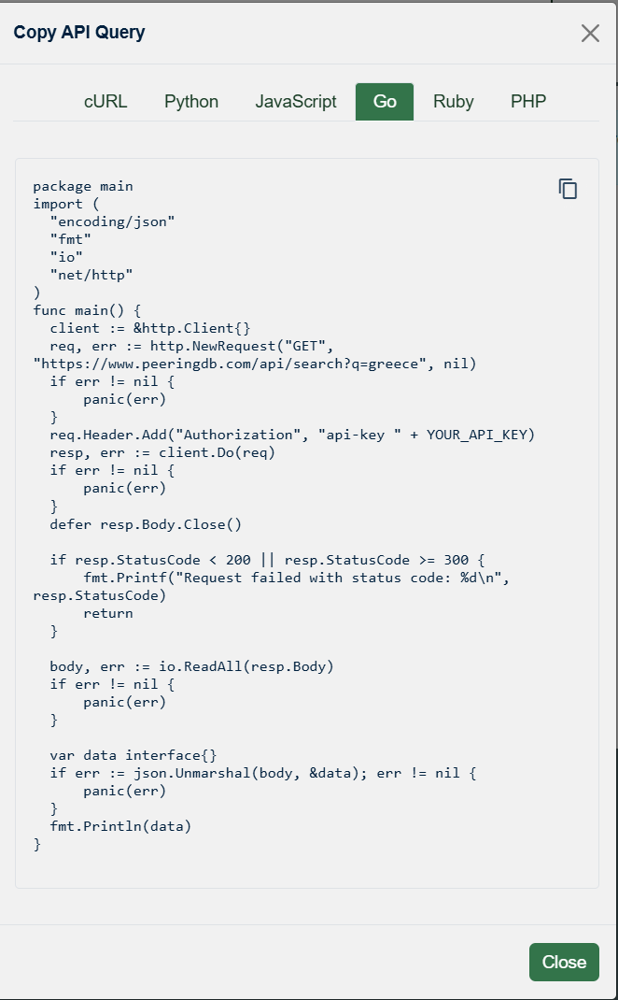 Copy API Query
cURL Python JavaScript Go Ruby PHP
package main
import (
  "encoding/json"
  "fmt"
  "io"
  "net/http"
)
func main() {
  client := &http.Client{}
  req, err := http.NewRequest("GET",
"https://www.peeringdb.com/api/search?q=greece", nil)
  if err != nil {
      panic(err)
  }
  req.Header.Add("Authorization", "api-key " + YOUR_API_KEY)
  resp, err := client.Do(req)
  if err != nil {
      panic(err)
  }
  defer resp.Body.Close()

  if resp.StatusCode < 200 || resp.StatusCode >= 300 {
      fmt.Printf("Request failed with status code: %d\n",
resp.StatusCode)
      return
  }

  body, err := io.ReadAll(resp.Body)
  if err != nil {
      panic(err)
  }

  var data interface{}
  if err := json.Unmarshal(body, &data); err != nil {
      panic(err)
  }
  fmt.Println(data)
}
Close